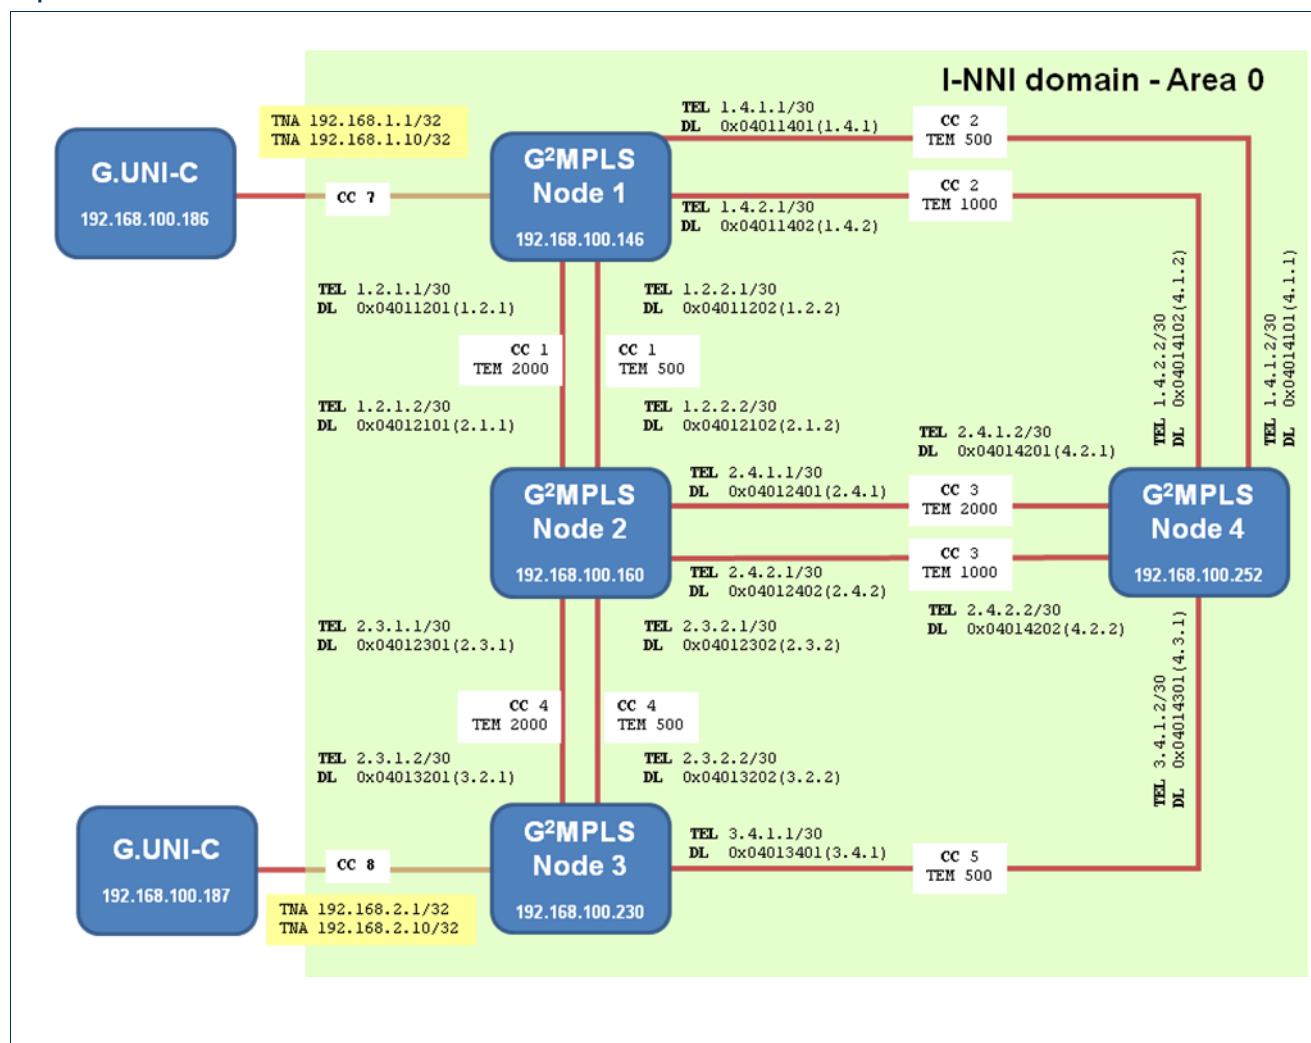 I-NNI domain - Area 0
TNA 192.168.1.1/32
TNA 192.168.1.10/32
G.UNI-C
192.168.100.186
CC 7
G²MPLS
Node 1
192.168.100.146
TEL 1.4.1.1/30
DL 0x04011401(1.4.1)
CC 2
TEM 500
TEL 1.4.2.1/30
DL 0x04011402(1.4.2)
CC 2
TEM 1000
TEL 1.2.1.1/30
DL 0x04011201(1.2.1)
TEL 1.2.2.1/30
DL 0x04011202(1.2.2)
CC 1
TEM 2000
CC 1
TEM 500
TEL 1.2.1.2/30
DL 0x04012101(2.1.1)
TEL 1.2.2.2/30
DL 0x04012102(2.1.2)
TEL 1.4.2.2/30
DL 0x04014102(4.1.2)
TEL 1.4.1.2/30
DL 0x04014101(4.1.1)
TEL 2.4.1.2/30
DL 0x04014201(4.2.1)
G²MPLS
Node 2
192.168.100.160
TEL 2.4.1.1/30
DL 0x04012401(2.4.1)
CC 3
TEM 2000
G²MPLS
Node 4
192.168.100.252
CC 3
TEM 1000
TEL 2.4.2.1/30
DL 0x04012402(2.4.2)
TEL 2.4.2.2/30
DL 0x04014202(4.2.2)
TEL 2.3.1.1/30
DL 0x04012301(2.3.1)
TEL 2.3.2.1/30
DL 0x04012302(2.3.2)
CC 4
TEM 2000
CC 4
TEM 500
TEL 3.4.1.2/30
DL 0x04014301(4.3.1)
TEL 2.3.1.2/30
DL 0x04013201(3.2.1)
TEL 2.3.2.2/30
DL 0x04013202(3.2.2)
G.UNI-C
192.168.100.187
CC 8
G²MPLS
Node 3
192.168.100.230
TEL 3.4.1.1/30
DL 0x04013401(3.4.1)
CC 5
TEM 500
TNA 192.168.2.1/32
TNA 192.168.2.10/32